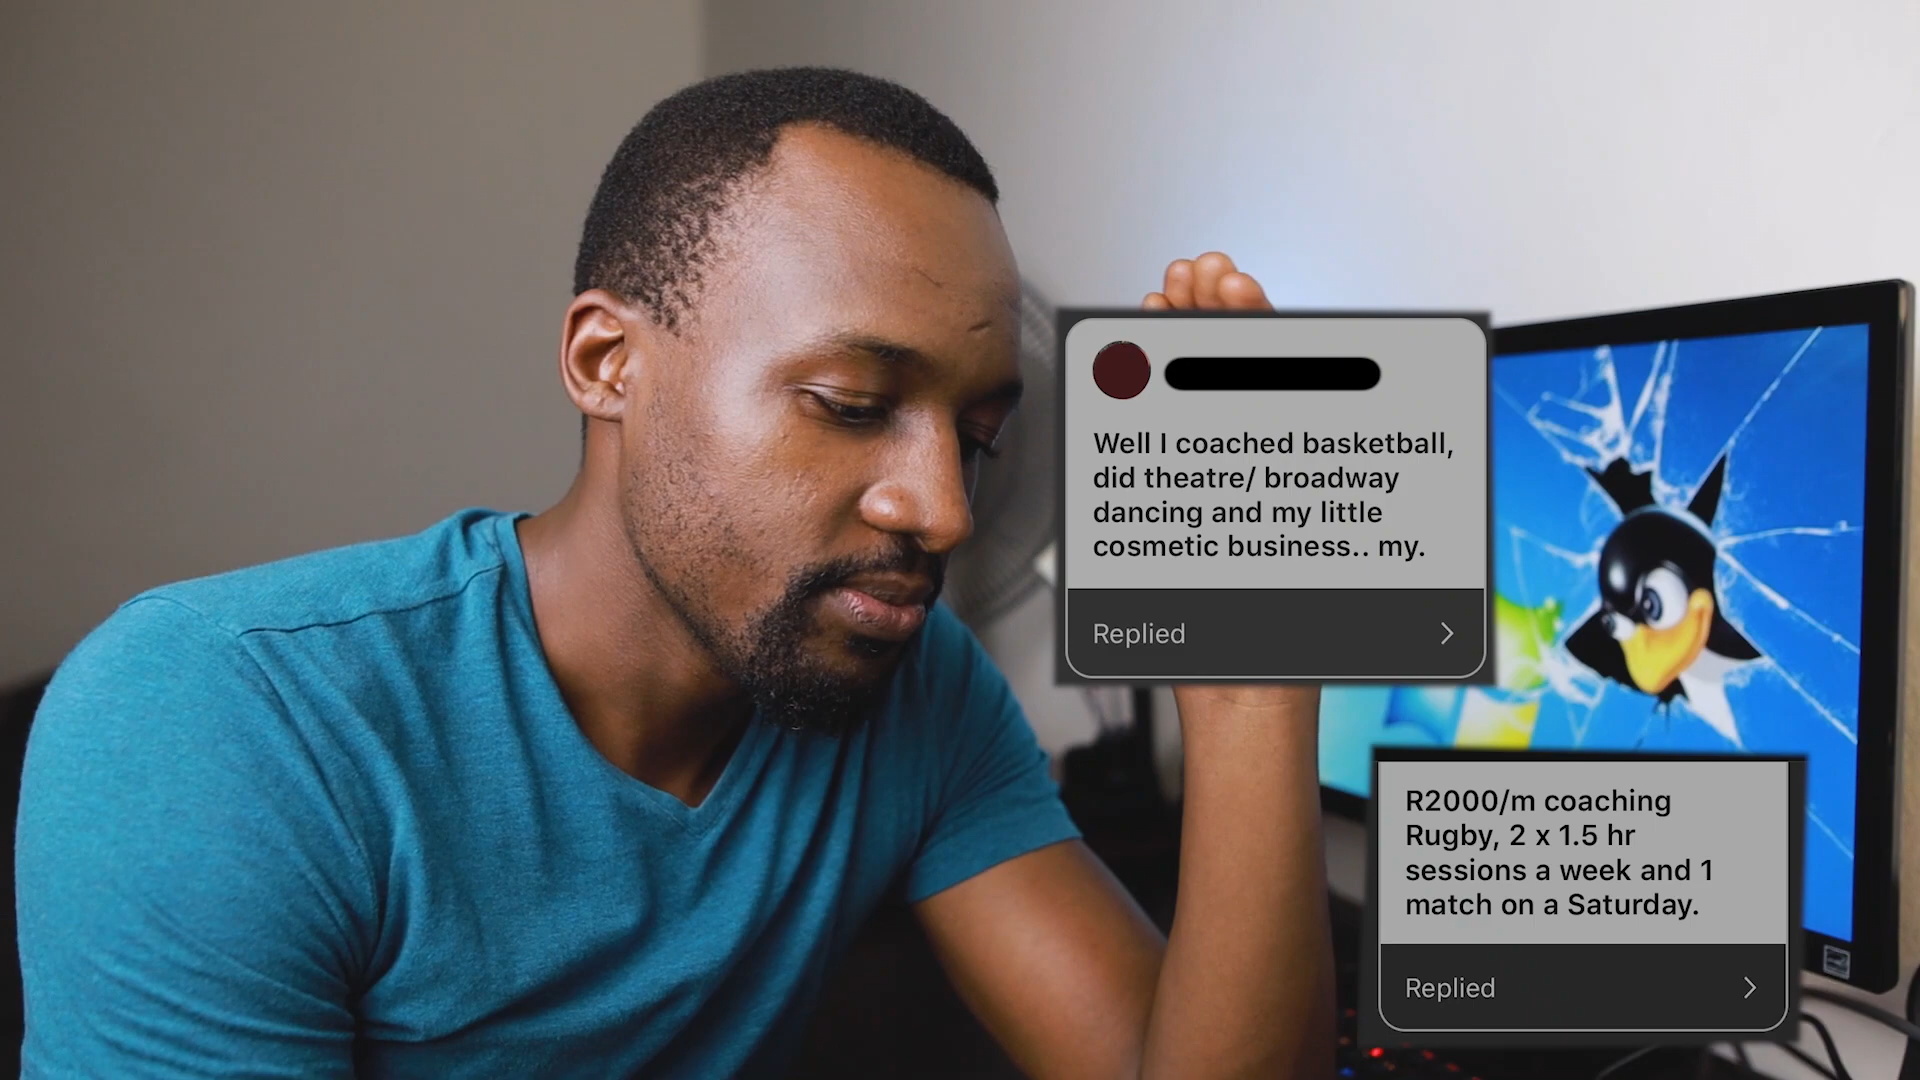 Well I coached basketball,
did theatre/ broadway
dancing and my little
cosmetic business.. my.
Replied
R2000/m coaching
Rugby, 2 x 1.5 hr
sessions a week and 1
match on a Saturday.
Replied